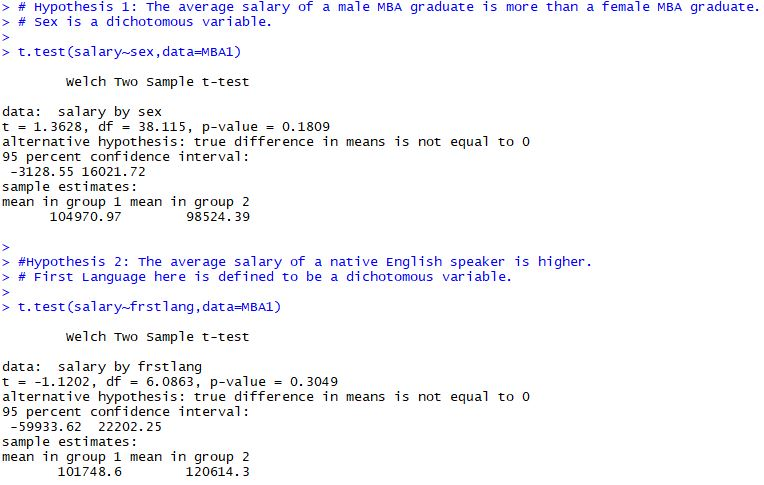 > # Hypothesis 1: The average salary of a male MBA graduate is more than a female MBA graduate.
> # Sex is a dichotomous variable.
>
> t.test(salary~sex,data=MBA1)
Welch Two Sample t-test
data:  salary by sex
t = 1.3628, df = 38.115, p-value = 0.1809
alternative hypothesis: true difference in means is not equal to 0
95 percent confidence interval:
 -3128.55 16021.72
sample estimates:
mean in group 1 mean in group 2
      104970.97        98524.39
>
> #Hypothesis 2: The average salary of a native English speaker is higher.
> # First Language here is defined to be a dichotomous variable.
>
> t.test(salary~frstlang,data=MBA1)
Welch Two Sample t-test
data:  salary by frstlang
t = -1.1202, df = 6.0863, p-value = 0.3049
alternative hypothesis: true difference in means is not equal to 0
95 percent confidence interval:
 -59933.62  22202.25
sample estimates:
mean in group 1 mean in group 2
       101748.6        120614.3